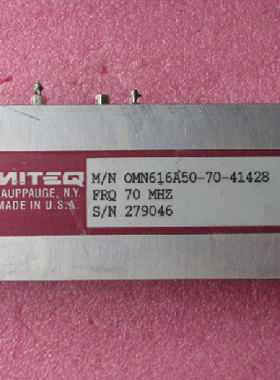 MITEQ
HAUPPAUGE, N.Y.
MADE IN U.S.A.
M/N OMN616A50-70-41428
FRQ 70 MHZ
S/N 279046